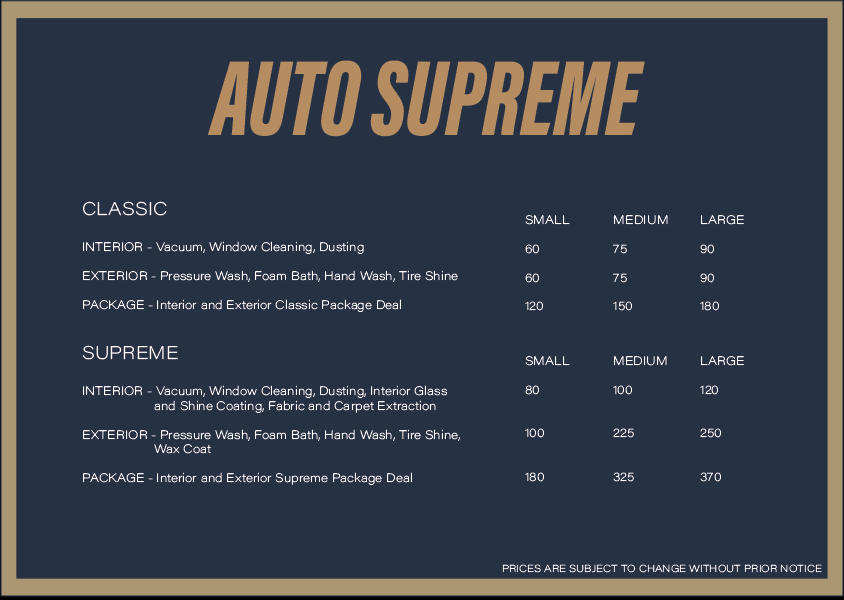 AUTO SUPREME
CLASSIC
SMALL MEDIUM LARGE
INTERIOR - Vacuum, Window Cleaning, Dusting 60 75 90
EXTERIOR - Pressure Wash, Foam Bath, Hand Wash, Tire Shine 60 75 90
PACKAGE - Interior and Exterior Classic Package Deal 120 150 180
SUPREME
SMALL MEDIUM LARGE
INTERIOR - Vacuum, Window Cleaning, Dusting, Interior Glass 80 100 120
and Shine Coating, Fabric and Carpet Extraction
EXTERIOR - Pressure Wash, Foam Bath, Hand Wash, Tire Shine, 100 225 250
Wax Coat
PACKAGE - Interior and Exterior Supreme Package Deal 180 325 370
PRICES ARE SUBJECT TO CHANGE WITHOUT PRIOR NOTICE